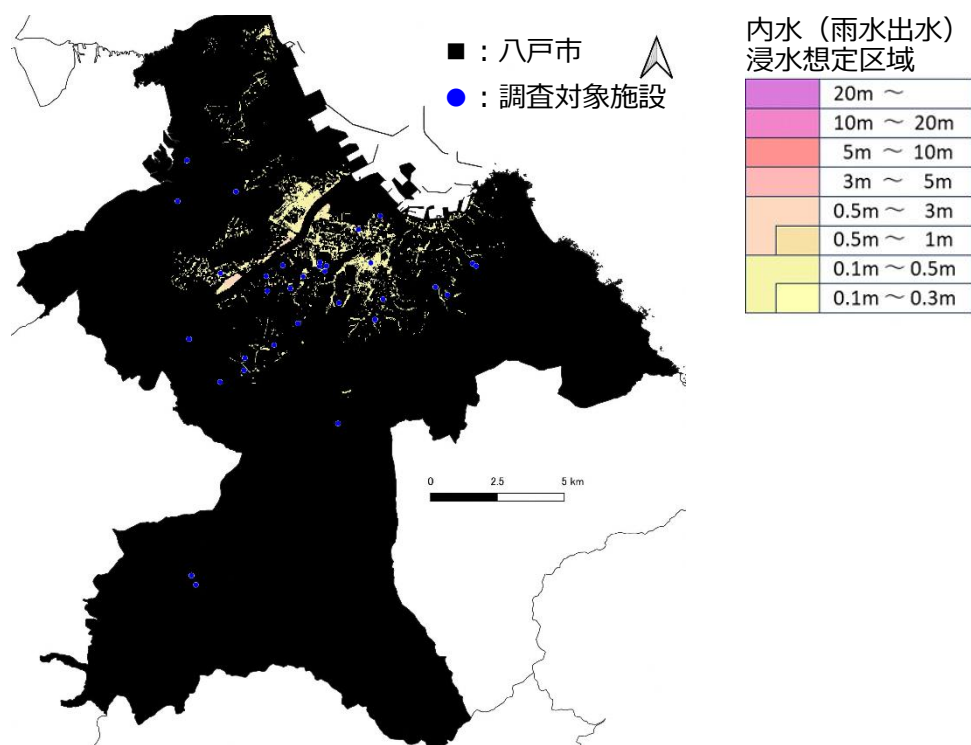 ■：八戸市
●：調査対象施設
内水（雨水出水）
浸水想定区域
20m ～
10m ～ 20m
5m ～ 10m
3m ～ 5m
0.5m ～ 3m
0.5m ～ 1m
0.1m ～ 0.5m
0.1m ～ 0.3m
0 2.5 5 km